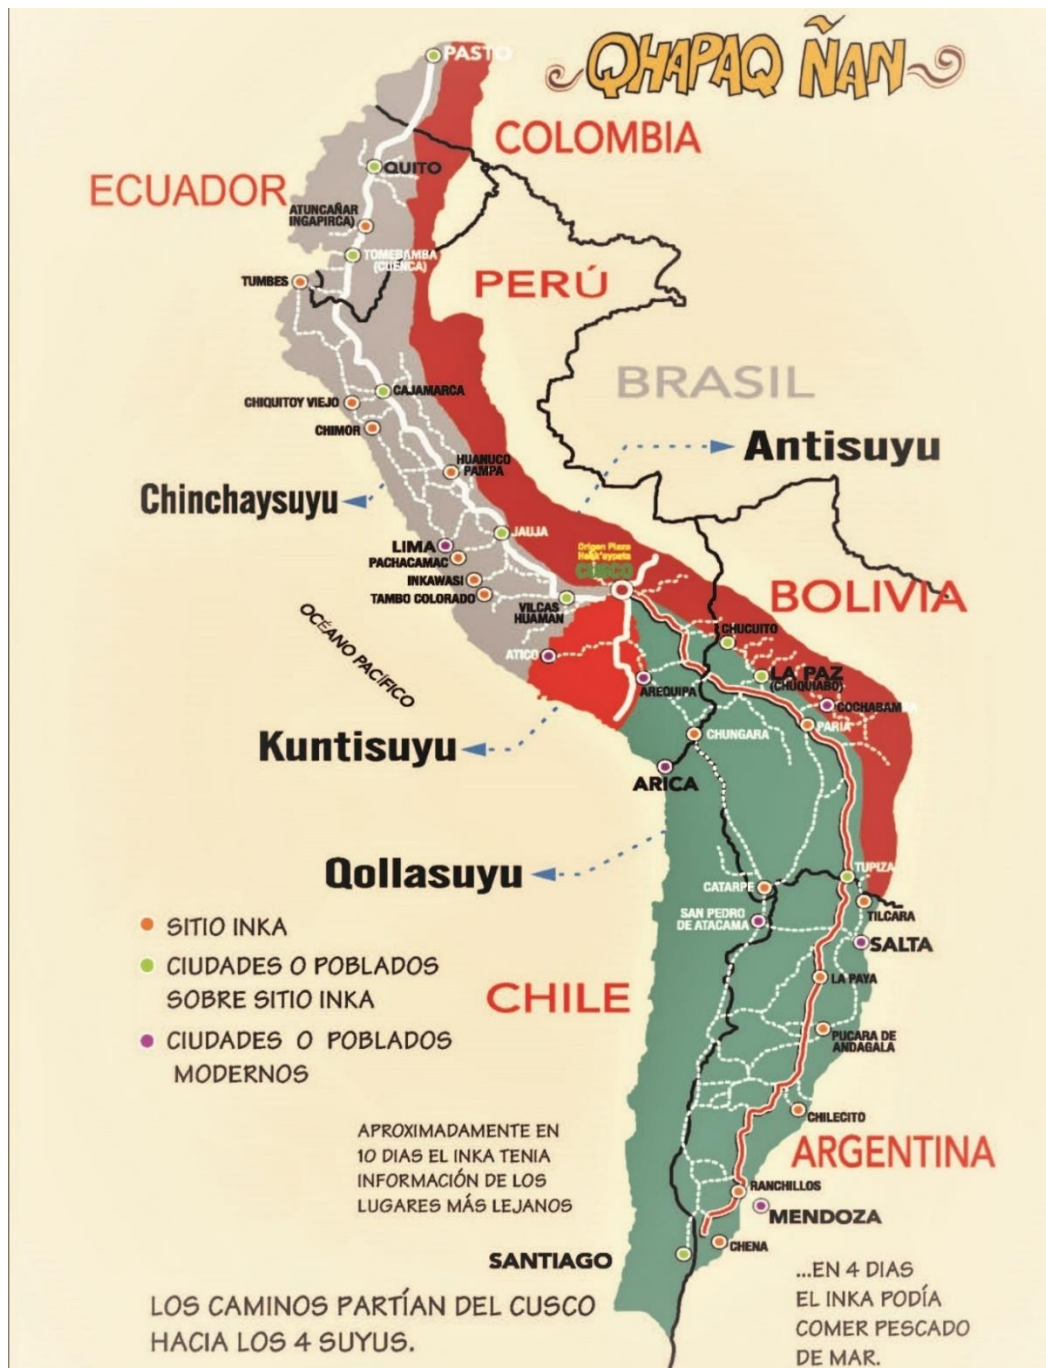 QHAPAQ ÑAN
PASTO
COLOMBIA
QUITO
ECUADOR
ATUNCAÑAR
INGAPIRCA)
TOMEBAMBA
(CUENCA)
TUMBES
PERÚ
BRASIL
CAJAMARCA
CHIQUITOY VIEJO
CHIMOR
Antisuyu
HUANUCO
PAMPA
Chinchaysuyu
JAUJA
LIMA
PACHACAMAC
Origen Plaza
CUSCO
INKAWASI
TAMBO COLORADO
VILCAS
HUAMAN
BOLIVIA
OCÉANO PACÍFICO
CHUCUITO
ATICO
AREQUIPA
LA PAZ
(CHUQUIABO)
COCHABAMBA
PARIA
Kuntisuyu
CHUNGARA
ARICA
Qollasuyu
TUPIZA
CATARPE
TILCARA
SAN PEDRO
DE ATACAMA
SALTA
SITIO INKA
CIUDADES O POBLADOS
SOBRE SITIO INKA
CIUDADES O POBLADOS
MODERNOS
CHILE
LA PAYA
PUCARA DE
ANDAGALA
CHILECITO
APROXIMADAMENTE EN
10 DIAS EL INKA TENIA
INFORMACIÓN DE LOS
LUGARES MÁS LEJANOS
ARGENTINA
RANCHILLOS
MENDOZA
CHENA
SANTIAGO
LOS CAMINOS PARTÍAN DEL CUSCO
HACIA LOS 4 SUYUS.
...EN 4 DIAS
EL INKA PODÍA
COMER PESCADO
DE MAR.